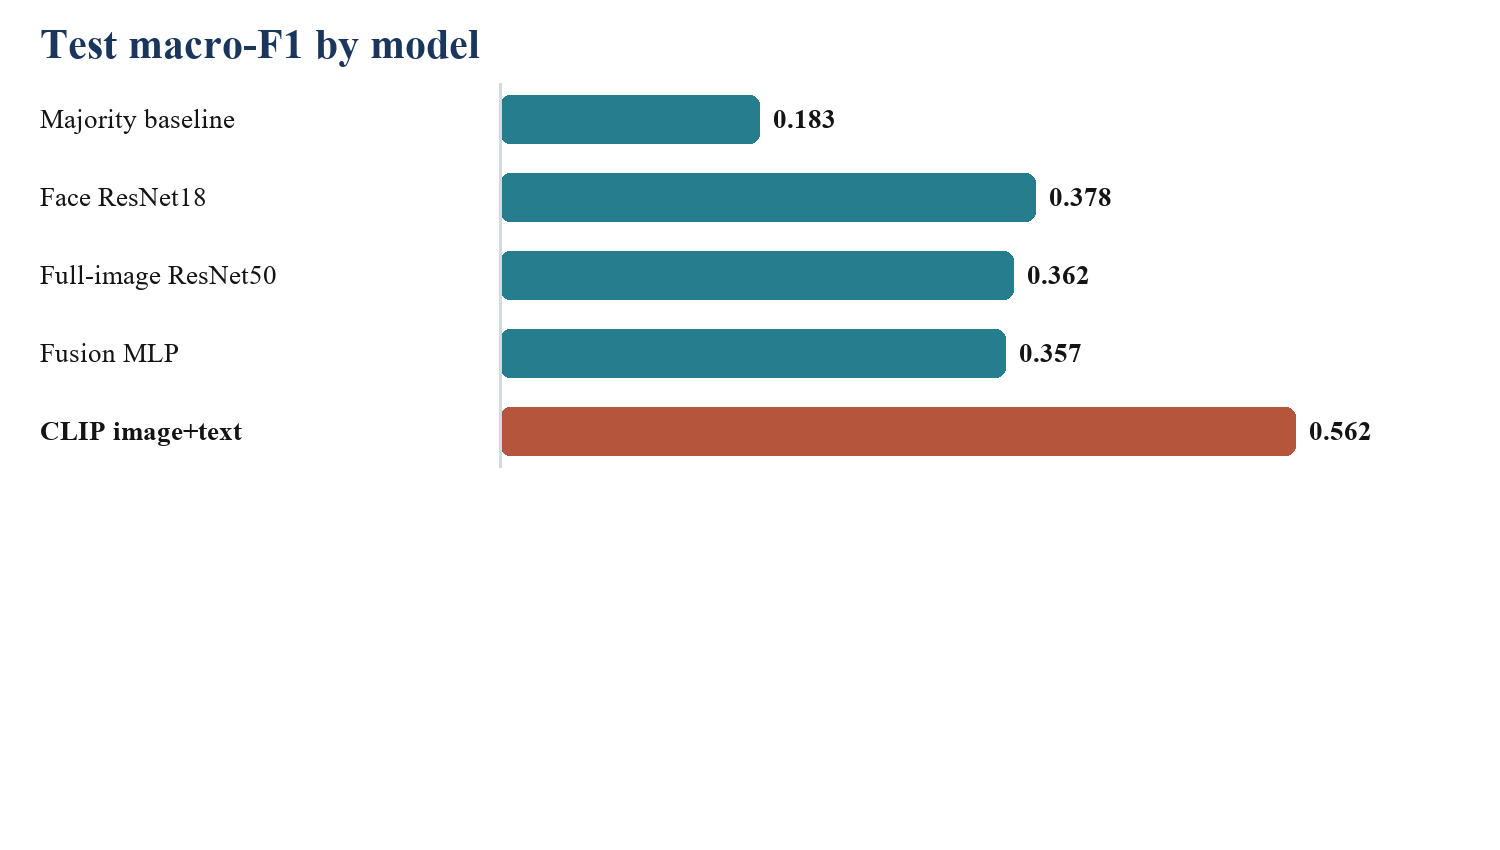 Test macro-F1 by model
Majority baseline 0.183
Face ResNet18 0.378
Full-image ResNet50 0.362
Fusion MLP 0.357
CLIP image+text 0.562